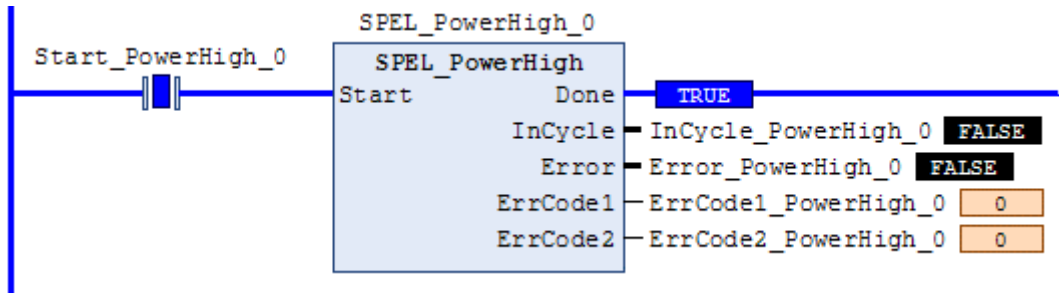 SPEL_PowerHigh_0
Start_PowerHigh_0
SPEL_PowerHigh
Start Done TRUE
InCycle InCycle_PowerHigh_0 FALSE
Error Error_PowerHigh_0 FALSE
ErrCode1 ErrCode1_PowerHigh_0 0
ErrCode2 ErrCode2_PowerHigh_0 0